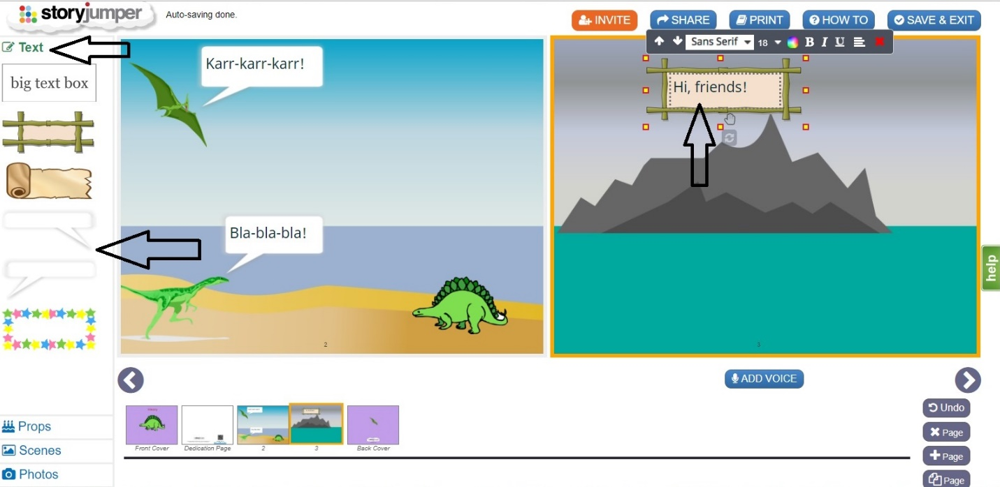 storyjumper
Auto-saving done.
INVITE
SHARE
PRINT
HOW TO
SAVE & EXIT
Sans Serif
18
B I U
Text
big text box
Karr-karr-karr!
Bla-bla-bla!
2
Hi, friends!
3
help
ADD VOICE
Front Cover
Dedication Page
2
3
Back Cover
Props
Scenes
Photos
Undo
Page
Page
Page